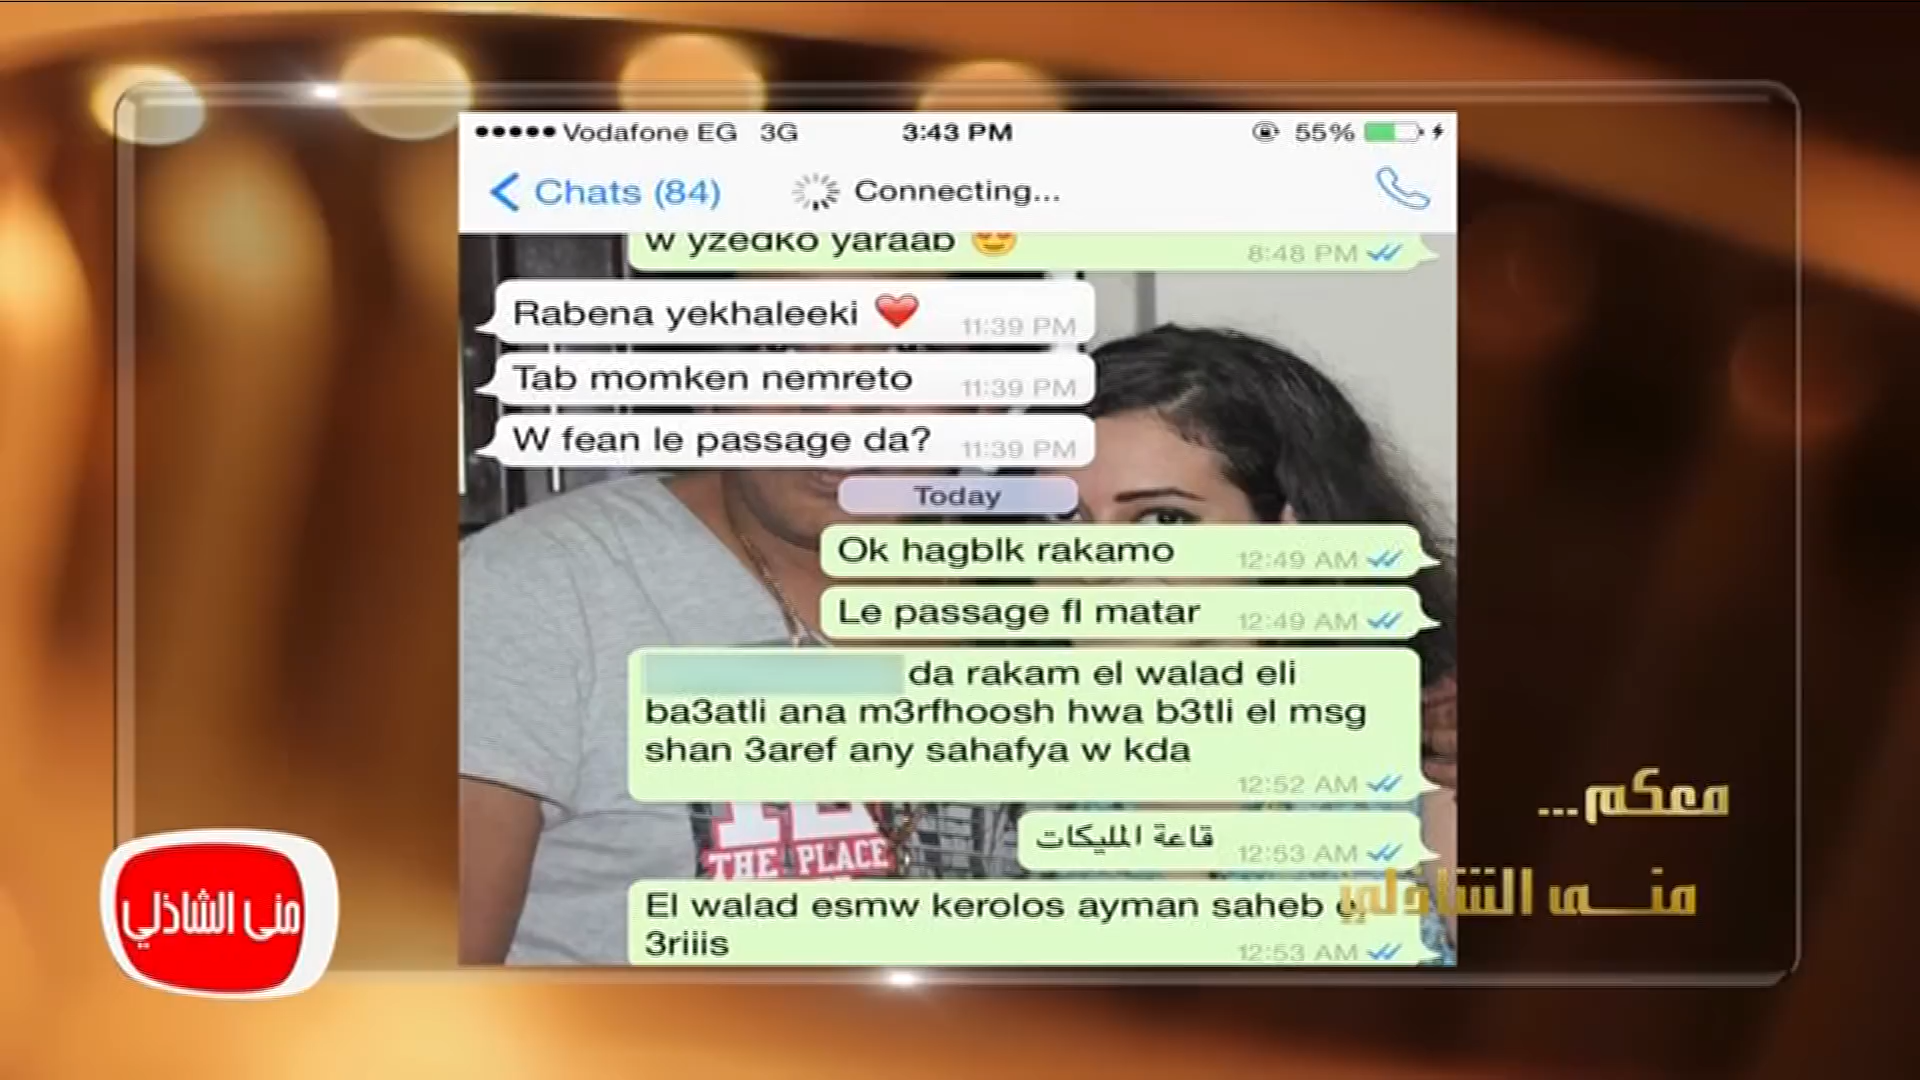 Vodafone EG 3G 3:43 PM 55%
Chats (84) Connecting...
w yzedko yaraab 😍 8:48 PM
Rabena yekhaleeki ❤️ 11:39 PM
Tab momken nemreto 11:39 PM
W fean le passage da? 11:39 PM
Today
Ok hagblk rakamo 12:49 AM
Le passage fl matar 12:49 AM
da rakam el walad eli
ba3atli ana m3rfhoosh hwa b3tli el msg
shan 3aref any sahafya w kda
12:52 AM
قاعة المليكات 12:53 AM
El walad esmw kerolos ayman saheb
3riiis 12:53 AM
THE PLACE
معكم...
منى الشاذلي
منى الشاذلي